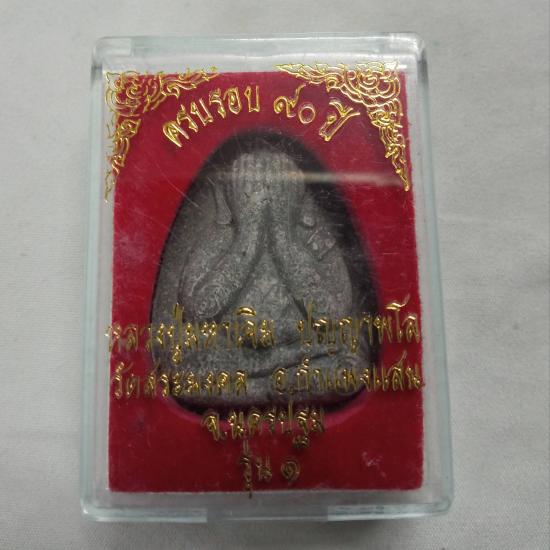 ครบรอบ ๙๐ ปี
หลวงปู่มหาเจิม ปญฺญาพโล
วัดสระมงคล อ.กำแพงแสน
จ.นครปฐม
รุ่น ๑